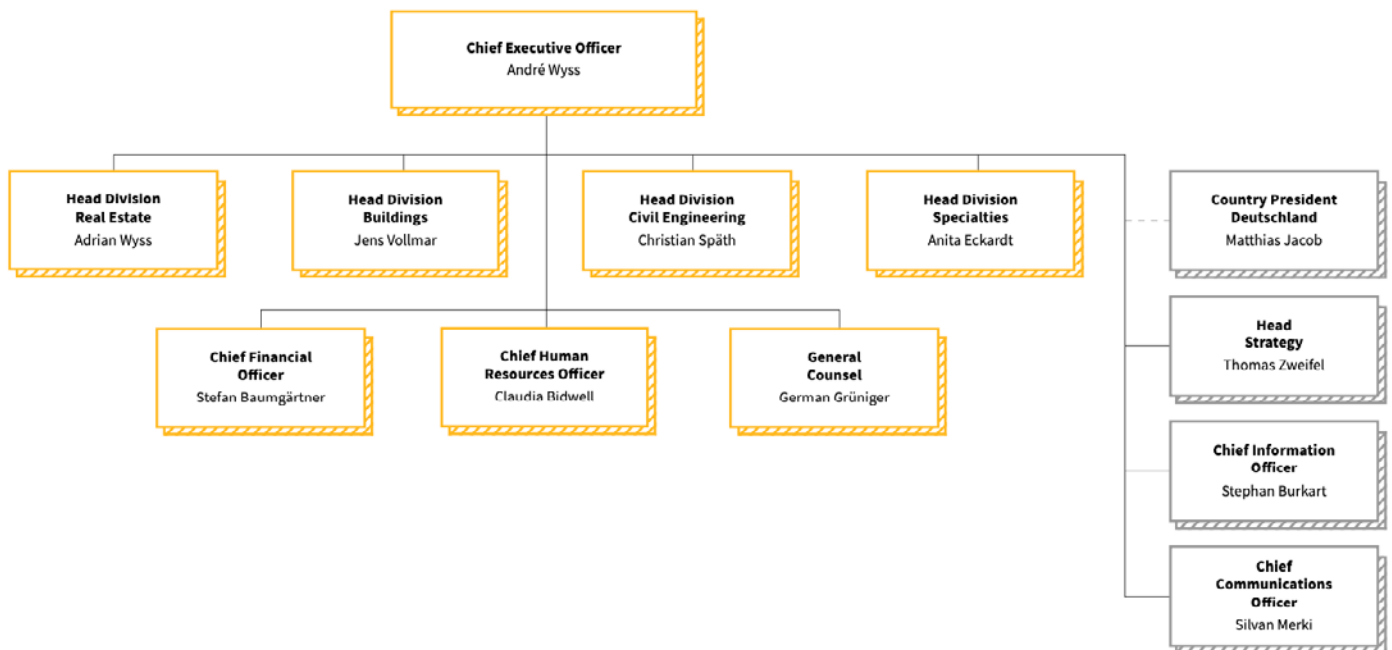 Chief Executive Officer
André Wyss
Head Division
Real Estate
Adrian Wyss
Head Division
Buildings
Jens Vollmar
Head Division
Civil Engineering
Christian Späth
Head Division
Specialties
Anita Eckardt
Country President
Deutschland
Matthias Jacob
Chief Financial
Officer
Stefan Baumgärtner
Chief Human
Resources Officer
Claudia Bidwell
General
Counsel
German Grüniger
Head
Strategy
Thomas Zweifel
Chief Information
Officer
Stephan Burkart
Chief
Communications
Officer
Silvan Merki